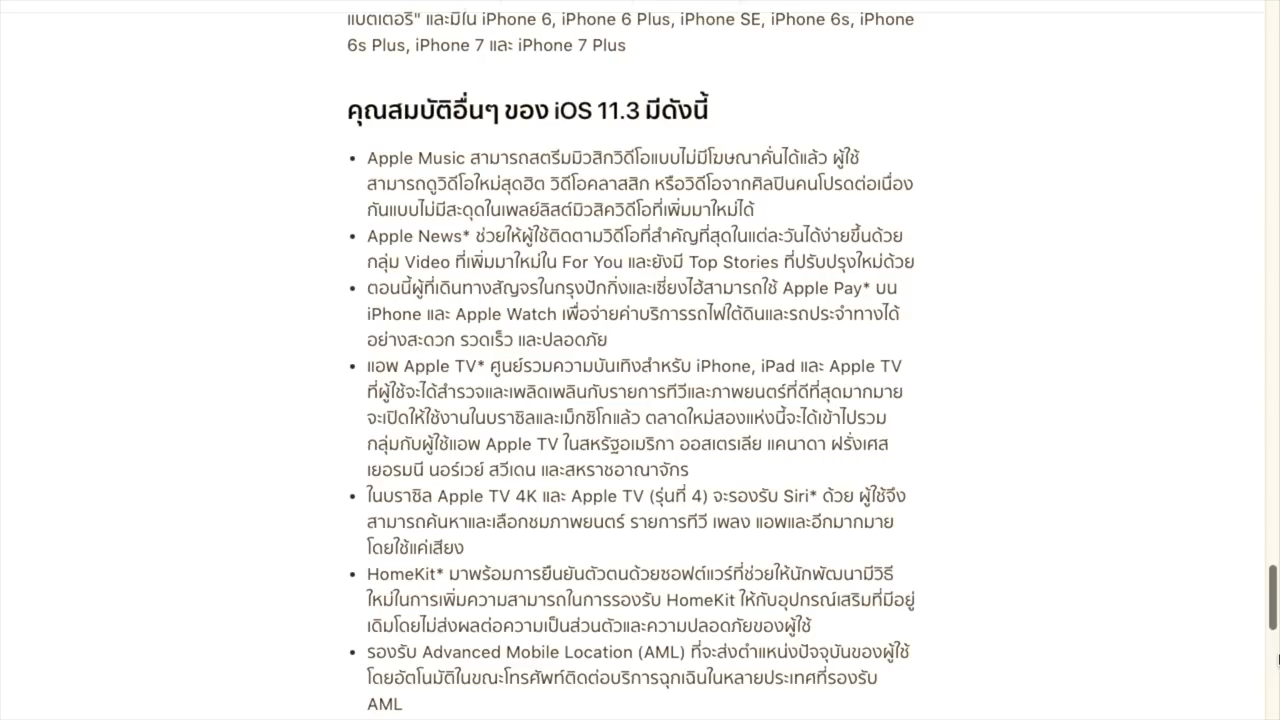 แบตเตอรี่" และมีใน iPhone 6, iPhone 6 Plus, iPhone SE, iPhone 6s, iPhone
6s Plus, iPhone 7 และ iPhone 7 Plus
คุณสมบัติอื่นๆ ของ iOS 11.3 มีดังนี้
• Apple Music สามารถสตรีมมิวสิกวิดีโอแบบไม่มีโฆษณาคั่นได้แล้ว ผู้ใช้
สามารถดูวิดีโอใหม่สุดฮิต วิดีโอคลาสสิก หรือวิดีโอจากศิลปินคนโปรดต่อเนื่อง
กันแบบไม่มีสะดุดในเพลย์ลิสต์มิวสิควิดีโอที่เพิ่มมาใหม่ได้
• Apple News* ช่วยให้ผู้ใช้ติดตามวิดีโอที่สำคัญที่สุดในแต่ละวันได้ง่ายขึ้นด้วย
กลุ่ม Video ที่เพิ่มมาใหม่ใน For You และยังมี Top Stories ที่ปรับปรุงใหม่ด้วย
• ตอนนี้ผู้ที่เดินทางสัญจรในกรุงปักกิ่งและเซี่ยงไฮ้สามารถใช้ Apple Pay* บน
iPhone และ Apple Watch เพื่อจ่ายค่าบริการรถไฟใต้ดินและรถประจำทางได้
อย่างสะดวก รวดเร็ว และปลอดภัย
• แอพ Apple TV* ศูนย์รวมความบันเทิงสำหรับ iPhone, iPad และ Apple TV
ที่ผู้ใช้จะได้สำรวจและเพลิดเพลินกับรายการทีวีและภาพยนตร์ที่ดีที่สุดมากมาย
จะเปิดให้ใช้งานในบราซิลและเม็กซิโกแล้ว ตลาดใหม่สองแห่งนี้จะได้เข้าไปรวม
กลุ่มกับผู้ใช้แอพ Apple TV ในสหรัฐอเมริกา ออสเตรเลีย แคนาดา ฝรั่งเศส
เยอรมนี นอร์เวย์ สวีเดน และสหราชอาณาจักร
• ในบราซิล Apple TV 4K และ Apple TV (รุ่นที่ 4) จะรองรับ Siri* ด้วย ผู้ใช้จึง
สามารถค้นหาและเลือกชมภาพยนตร์ รายการทีวี เพลง แอพและอีกมากมาย
โดยใช้แค่เสียง
• HomeKit* มาพร้อมการยืนยันตัวตนด้วยซอฟต์แวร์ที่ช่วยให้นักพัฒนามีวิธี
ใหม่ในการเพิ่มความสามารถในการรองรับ HomeKit ให้กับอุปกรณ์เสริมที่มีอยู่
เดิมโดยไม่ส่งผลต่อความเป็นส่วนตัวและความปลอดภัยของผู้ใช้
• รองรับ Advanced Mobile Location (AML) ที่จะส่งตำแหน่งปัจจุบันของผู้ใช้
โดยอัตโนมัติในขณะโทรศัพท์ติดต่อบริการฉุกเฉินในหลายประเทศที่รองรับ
AML